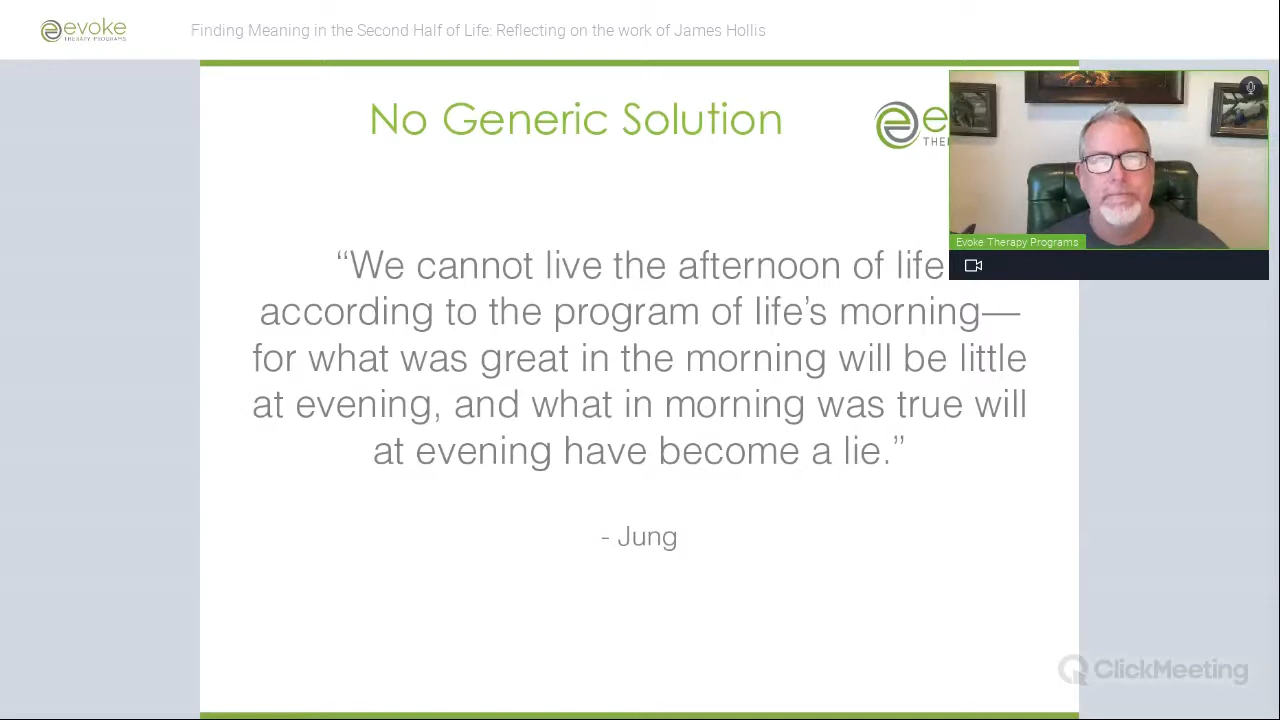 evoke
THERAPY PROGRAMS
Finding Meaning in the Second Half of Life: Reflecting on the work of James Hollis
No Generic Solution
e
THE
Evoke Therapy Programs
“We cannot live the afternoon of life
according to the program of life’s morning—
for what was great in the morning will be little
at evening, and what in morning was true will
at evening have become a lie.”
- Jung
ClickMeeting